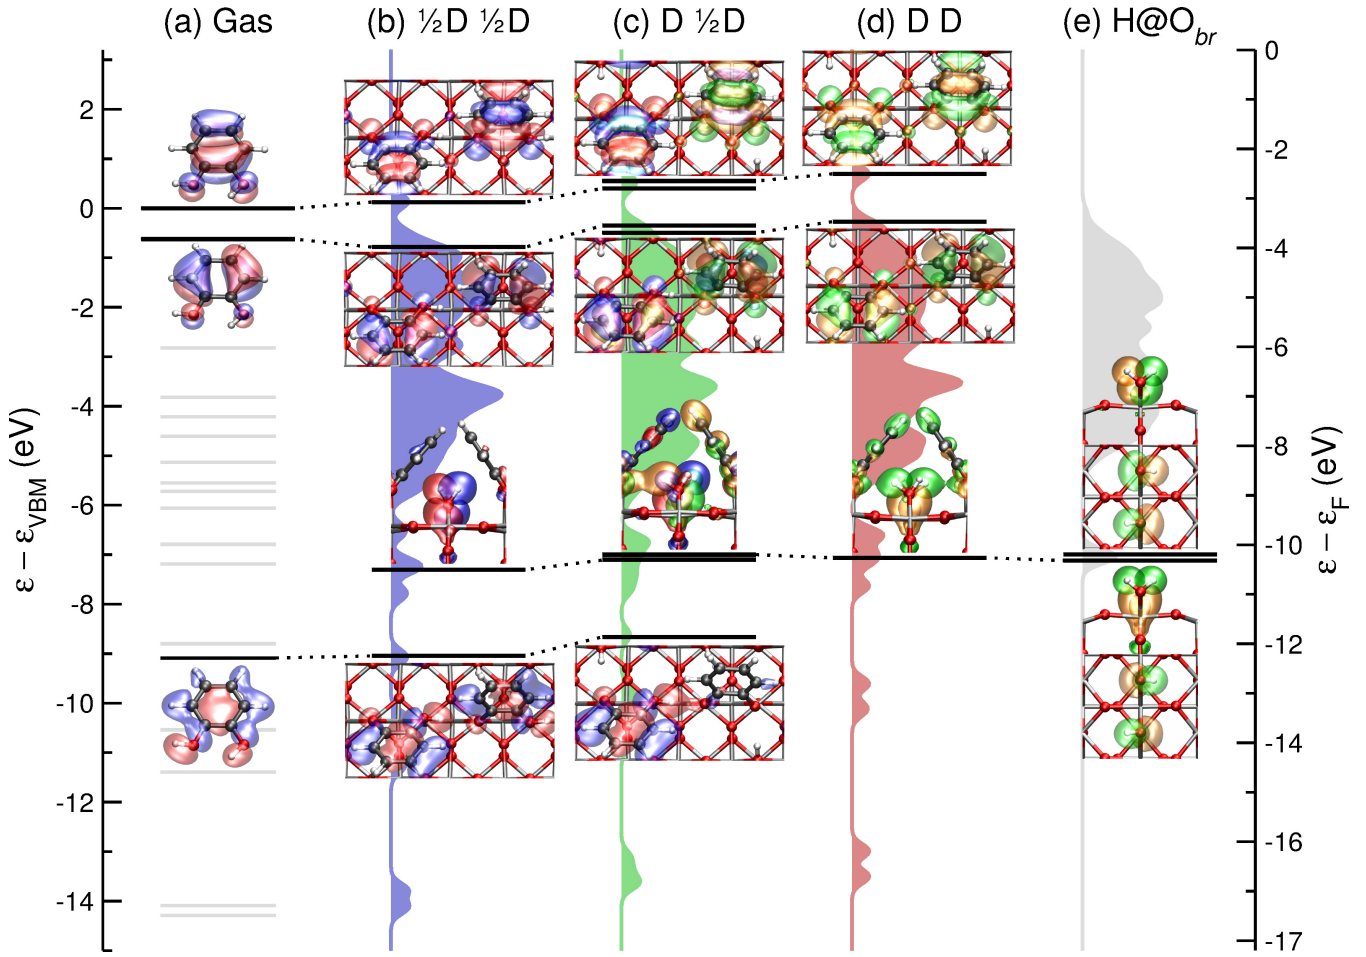 (a) Gas
(b) ½D ½D
(c) D ½D
(d) D D
(e) H@O_br
ε − ε_VBM (eV)
2
0
-2
-4
-6
-8
-10
-12
-14
0
-2
-4
-6
-8
-10
-12
-14
-16
-17
ε − ε_F (eV)